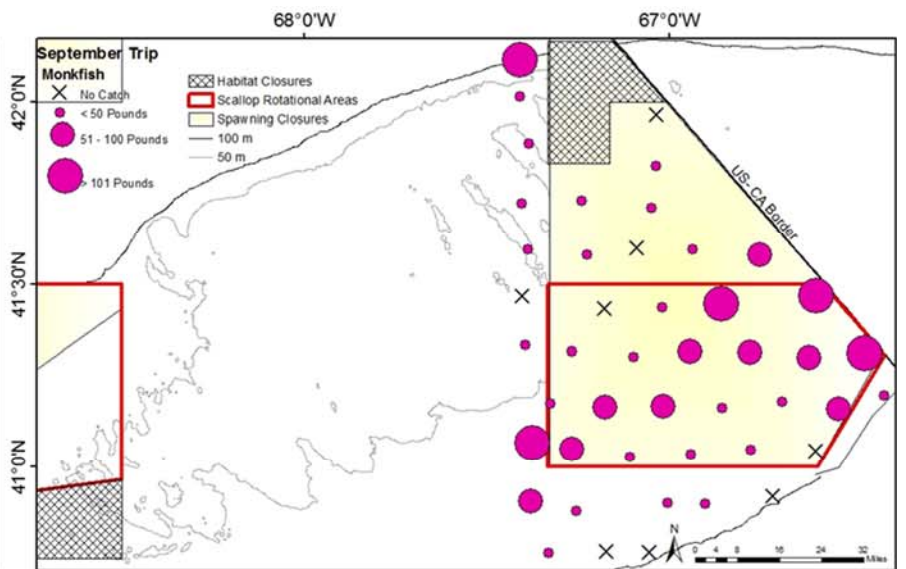 68°0'W
67°0'W
September Trip
Monkfish
No Catch
< 50 Pounds
51 - 100 Pounds
> 101 Pounds
Habitat Closures
Scallop Rotational Areas
Spawning Closures
100 m
50 m
42°0'N
41°30'N
41°0'N
US- CA Border
N
0 4 8 16 24 32
Miles